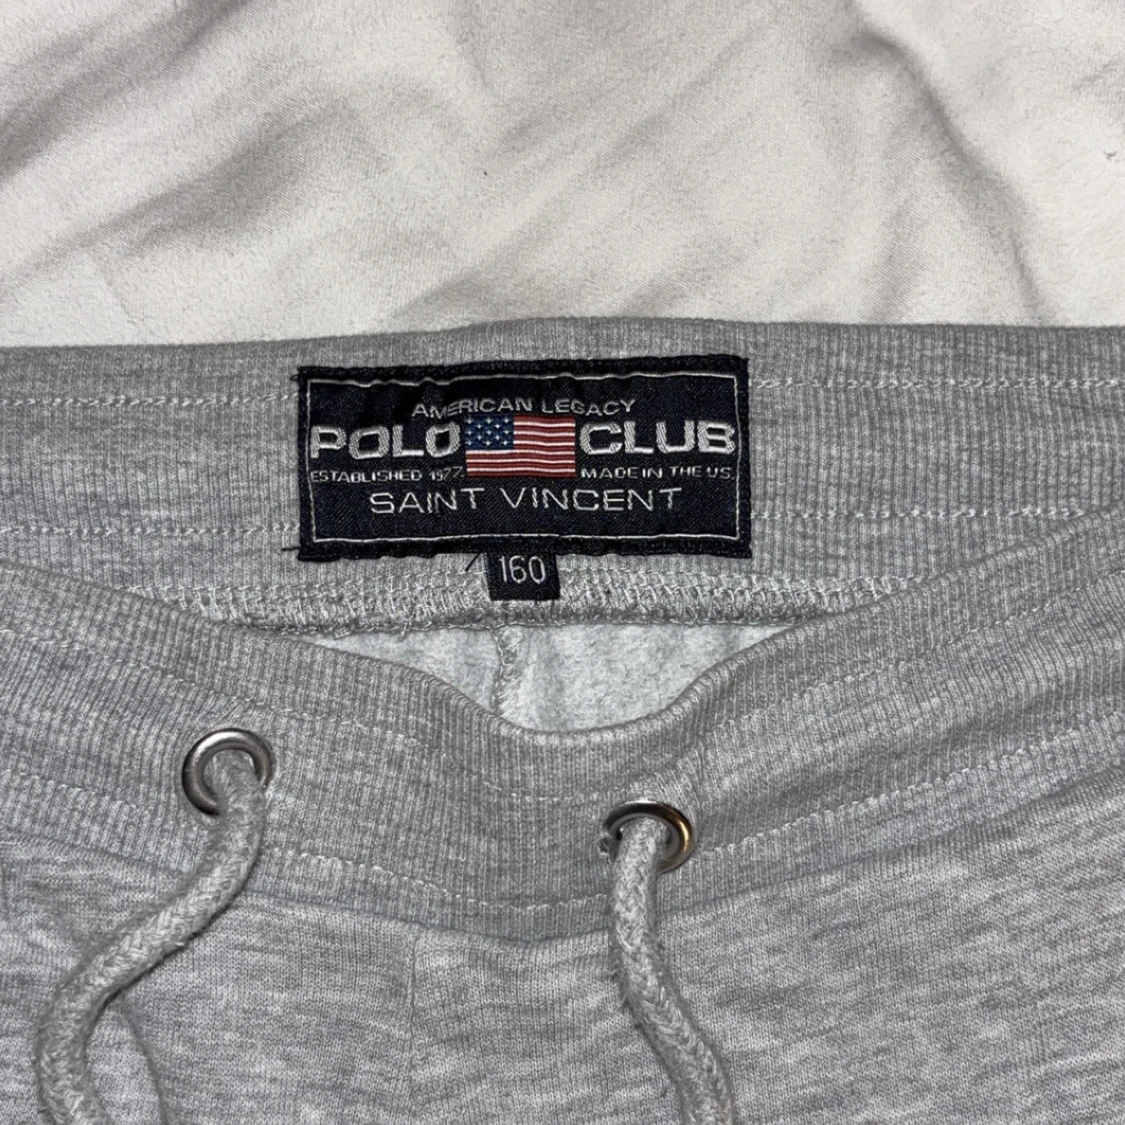 AMERICAN LEGACY
POLO CLUB
ESTABLISHED 1977. MADE IN THE US.
SAINT VINCENT
160